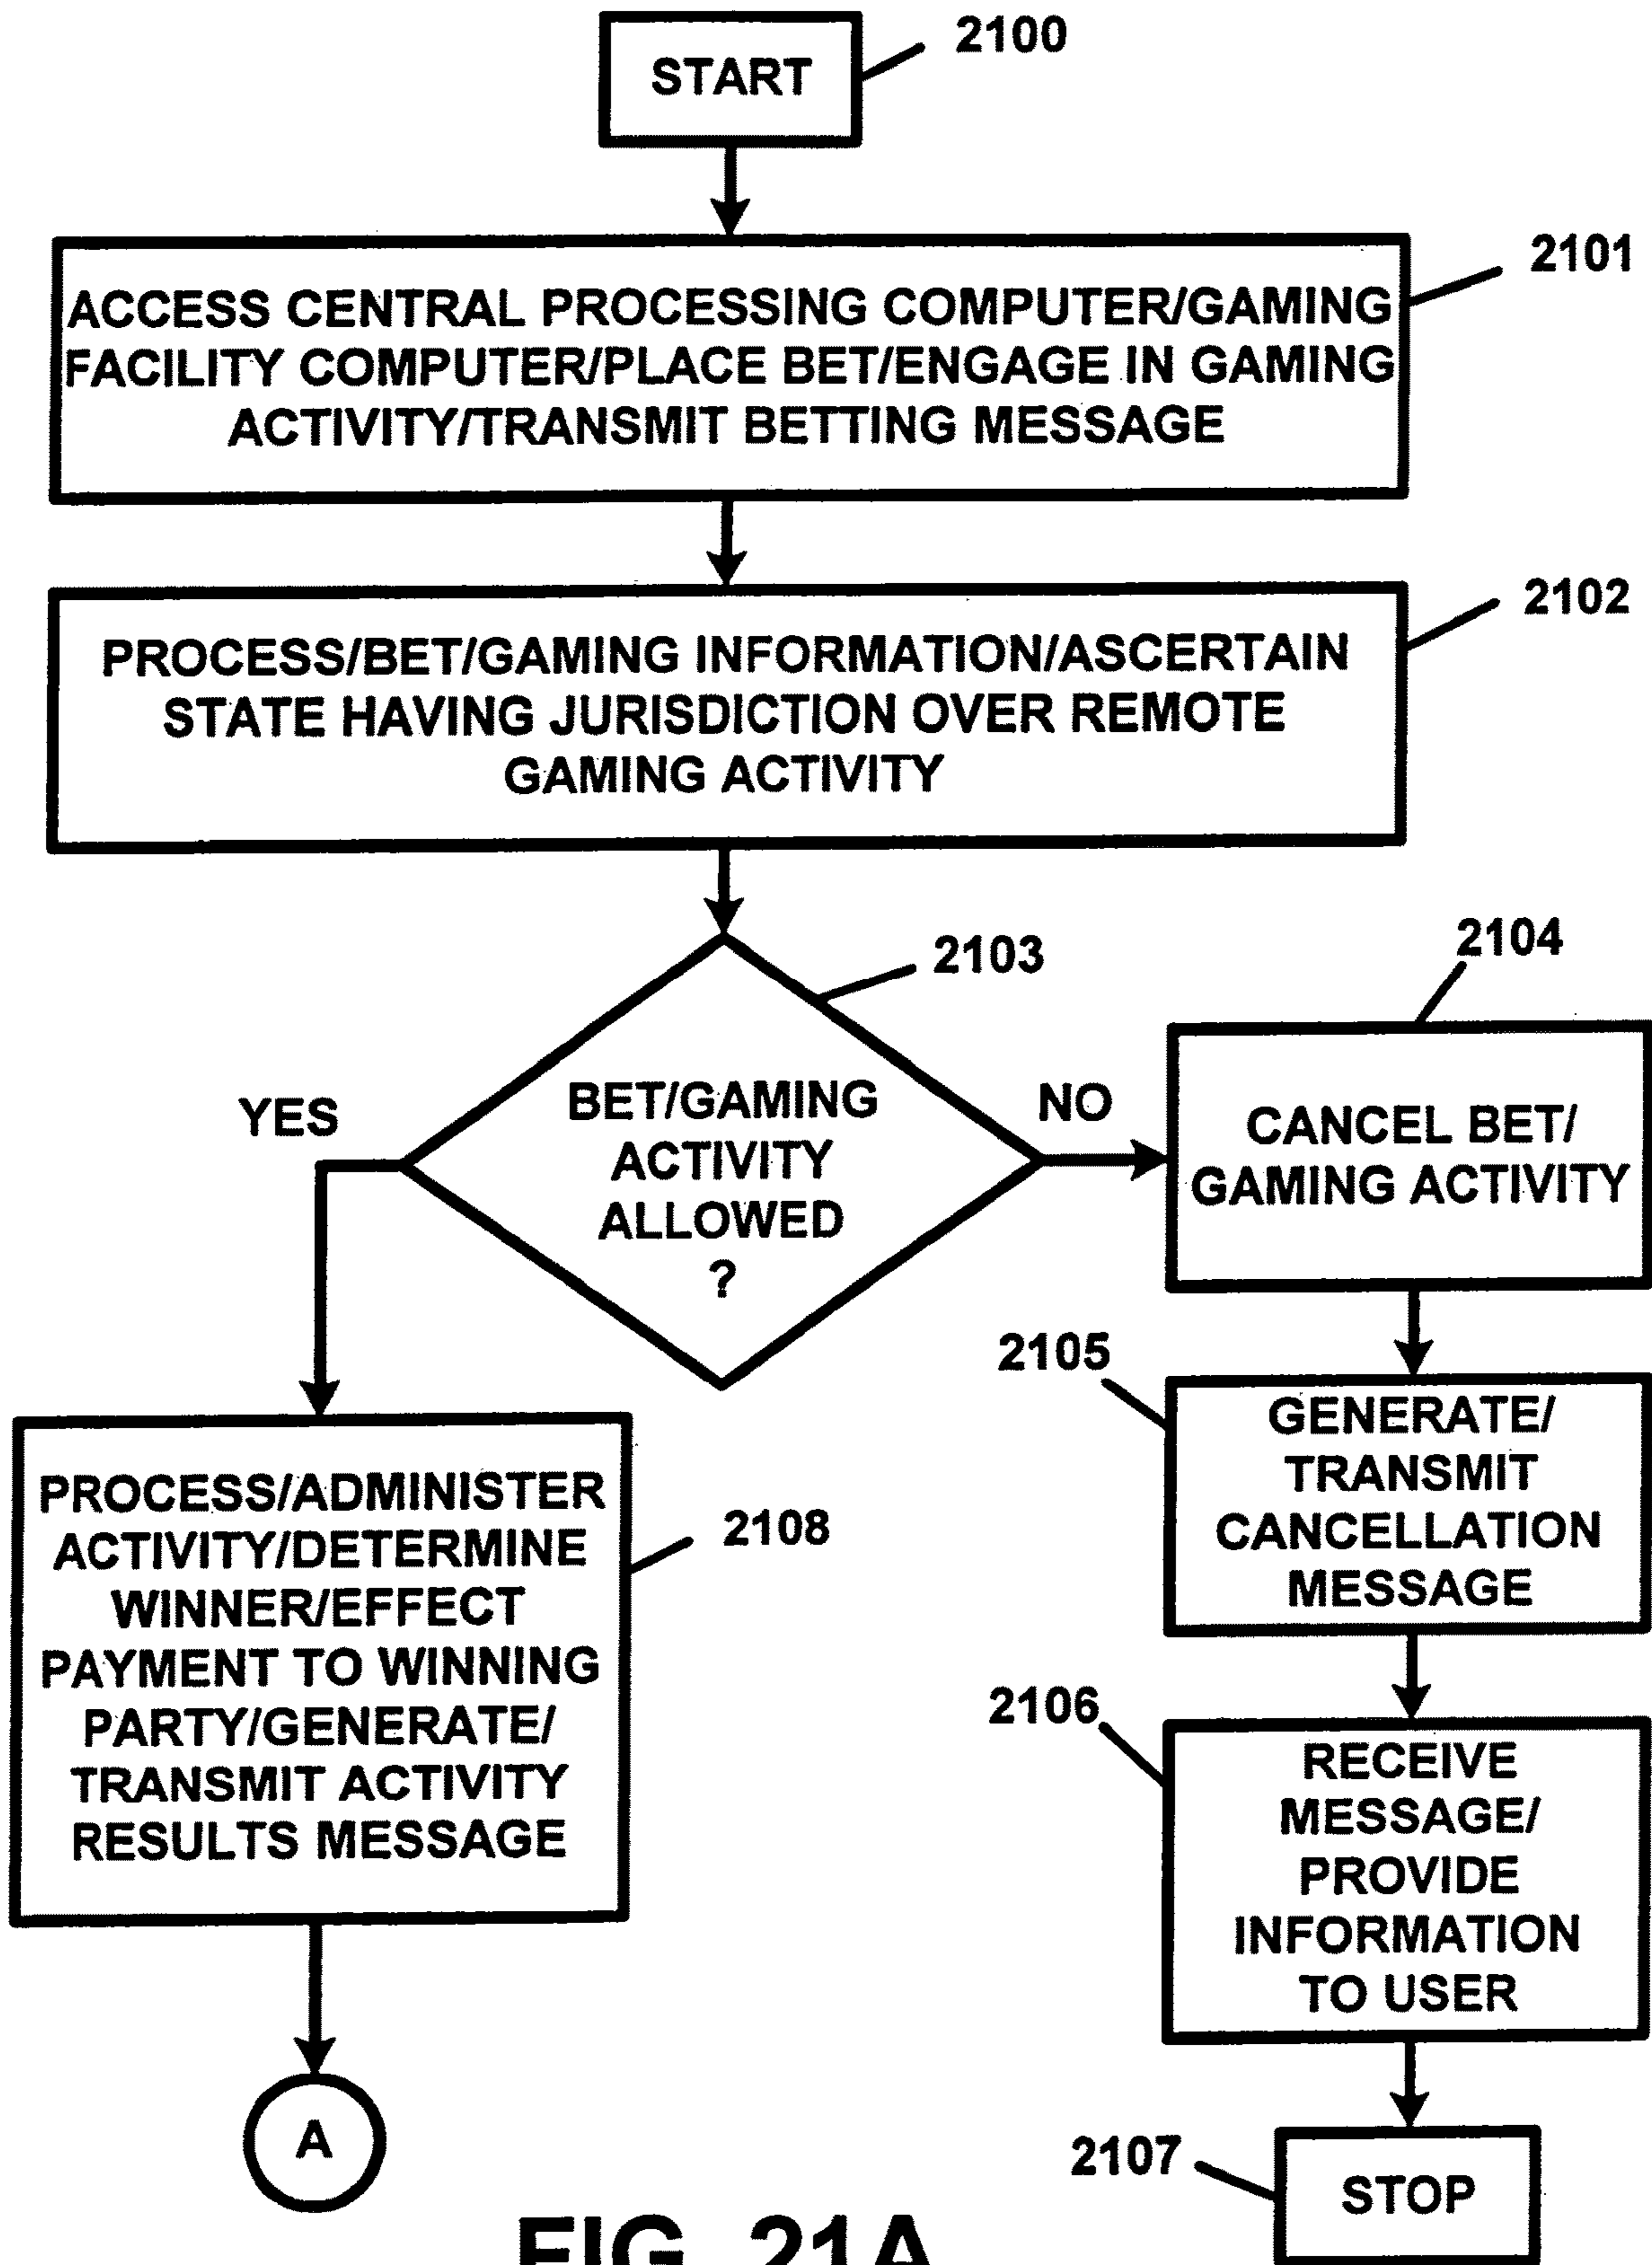 START
2100
2101
ACCESS CENTRAL PROCESSING COMPUTER/GAMING
FACILITY COMPUTER/PLACE BET/ENGAGE IN GAMING
ACTIVITY/TRANSMIT BETTING MESSAGE
2102
PROCESS/BET/GAMING INFORMATION/ASCERTAIN
STATE HAVING JURISDICTION OVER REMOTE
GAMING ACTIVITY
2103
BET/GAMING
ACTIVITY
ALLOWED
?
YES
NO
2104
CANCEL BET/
GAMING ACTIVITY
2105
GENERATE/
TRANSMIT
CANCELLATION
MESSAGE
2106
RECEIVE
MESSAGE/
PROVIDE
INFORMATION
TO USER
2107
STOP
PROCESS/ADMINISTER
ACTIVITY/DETERMINE
WINNER/EFFECT
PAYMENT TO WINNING
PARTY/GENERATE/
TRANSMIT ACTIVITY
RESULTS MESSAGE
2108
A
FIG. 21A